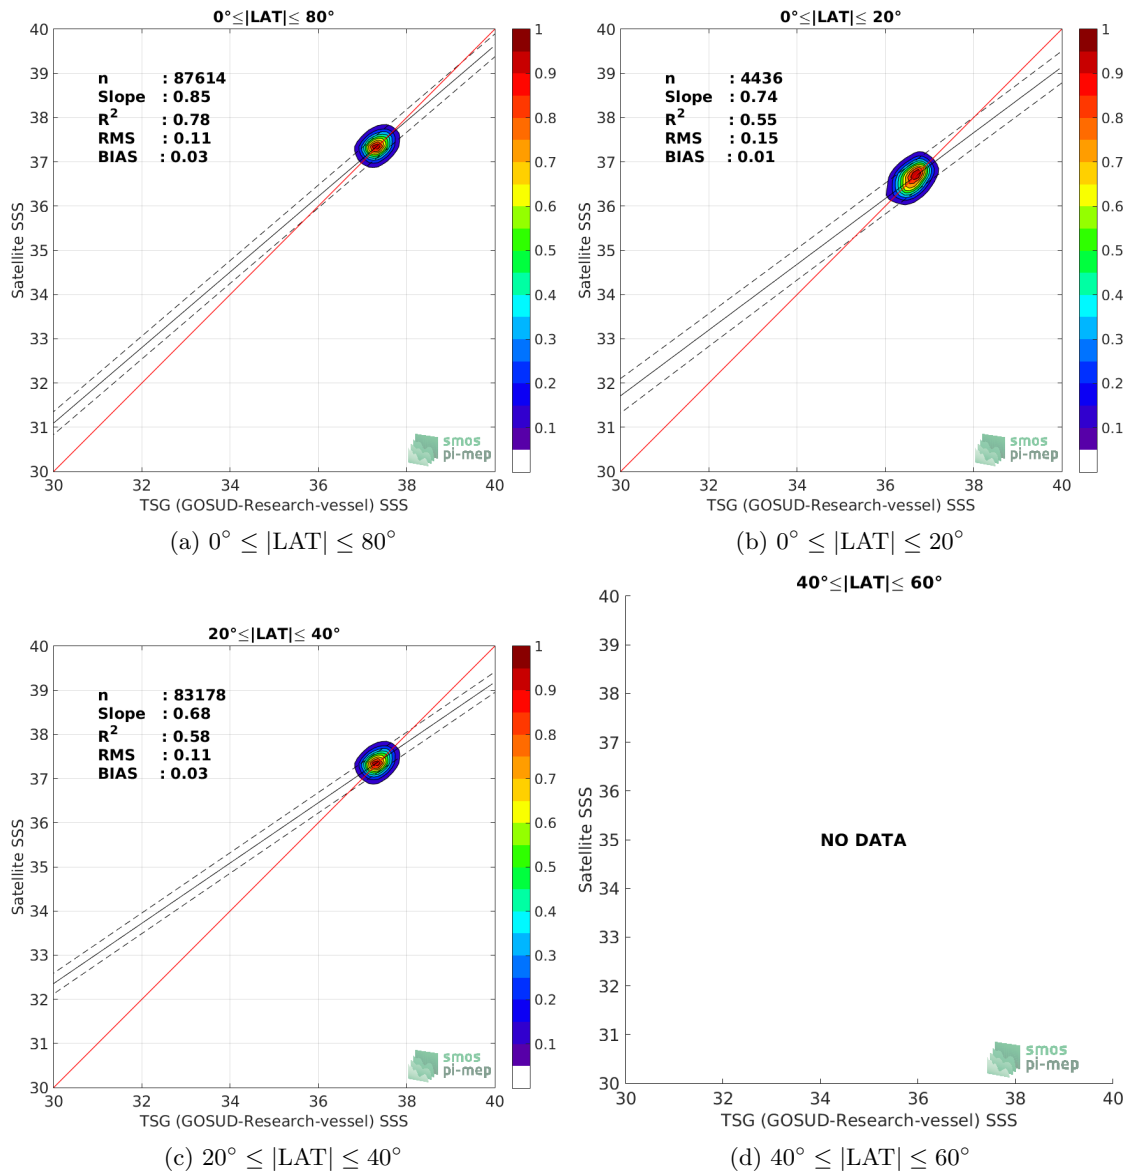 0°≤|LAT|≤ 80°
n : 87614
Slope : 0.85
R2 : 0.78
RMS : 0.11
BIAS : 0.03
Satellite SSS
40
39
38
37
36
35
34
33
32
31
30
30 32 34 36 38 40
TSG (GOSUD-Research-vessel) SSS
1
0.9
0.8
0.7
0.6
0.5
0.4
0.3
0.2
0.1
smos
pi-mep
(a) 0° ≤ |LAT| ≤ 80°
0°≤|LAT|≤ 20°
n : 4436
Slope : 0.74
R2 : 0.55
RMS : 0.15
BIAS : 0.01
Satellite SSS
40
39
38
37
36
35
34
33
32
31
30
30 32 34 36 38 40
TSG (GOSUD-Research-vessel) SSS
1
0.9
0.8
0.7
0.6
0.5
0.4
0.3
0.2
0.1
smos
pi-mep
(b) 0° ≤ |LAT| ≤ 20°
20°≤|LAT|≤ 40°
n : 83178
Slope : 0.68
R2 : 0.58
RMS : 0.11
BIAS : 0.03
Satellite SSS
40
39
38
37
36
35
34
33
32
31
30
30 32 34 36 38 40
TSG (GOSUD-Research-vessel) SSS
1
0.9
0.8
0.7
0.6
0.5
0.4
0.3
0.2
0.1
smos
pi-mep
(c) 20° ≤ |LAT| ≤ 40°
40°≤|LAT|≤ 60°
NO DATA
Satellite SSS
40
39
38
37
36
35
34
33
32
31
30
30 32 34 36 38 40
TSG (GOSUD-Research-vessel) SSS
smos
pi-mep
(d) 40° ≤ |LAT| ≤ 60°